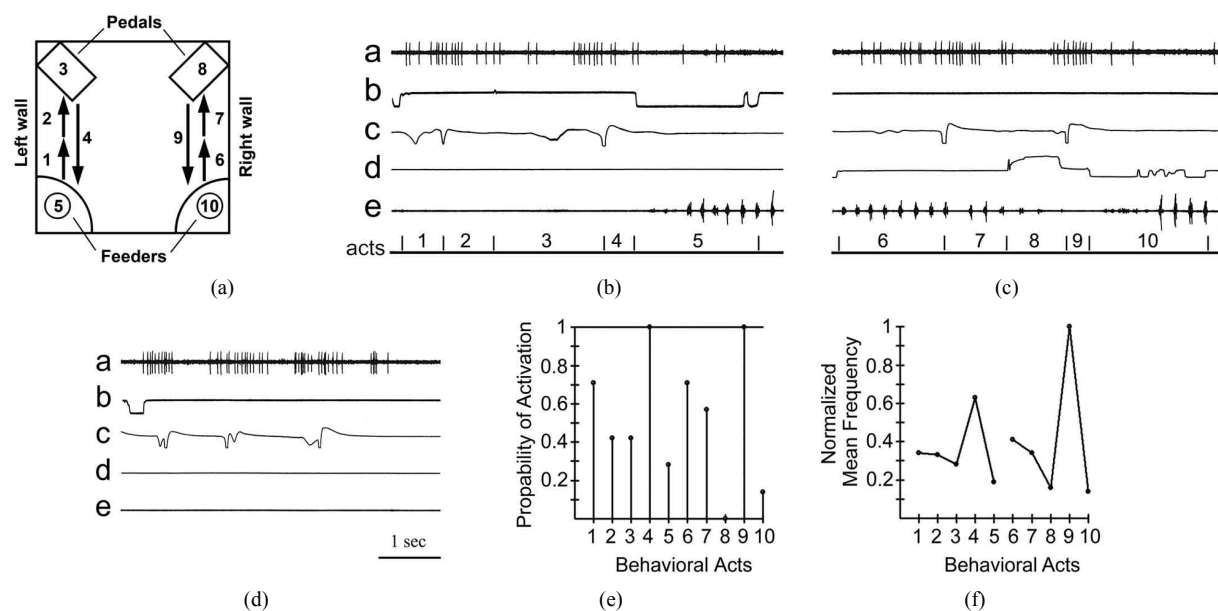 Pedals
3
8
2
4
9
7
1
6
Left wall
Right wall
5
10
Feeders
(a)
a
b
c
d
e
acts
1 2 3 4 5
(b)
a
b
c
d
e
6 7 8 9 10
(c)
a
b
c
d
e
1 sec
(d)
Propability of Activation
1
0.8
0.6
0.4
0.2
1 2 3 4 5 6 7 8 9 10
Behavioral Acts
(e)
Normalized
Mean Frequency
1
0.8
0.6
0.4
0.2
1 2 3 4 5 6 7 8 9 10
Behavioral Acts
(f)